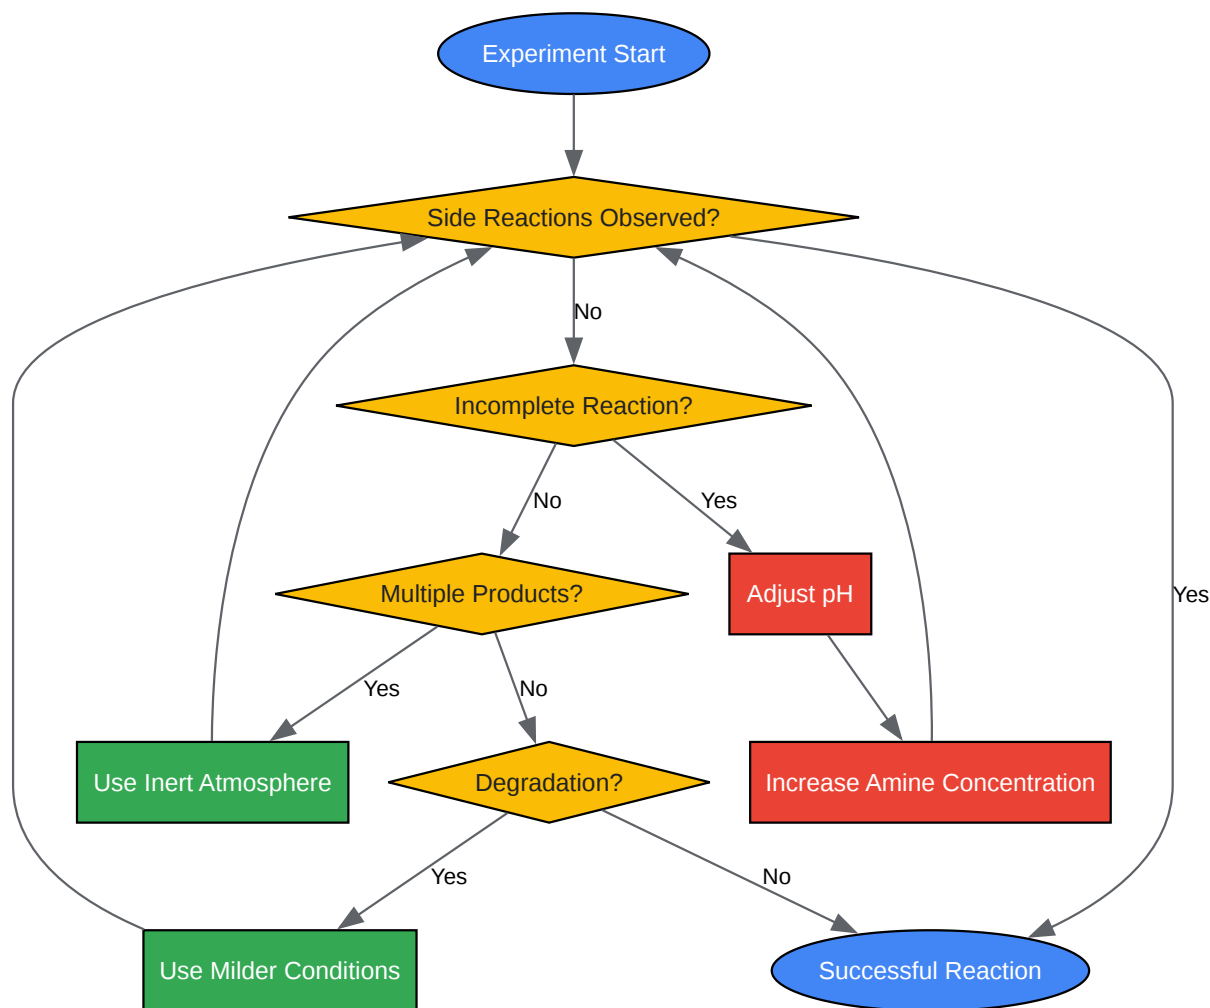 Experiment Start
Side Reactions Observed?
No
Incomplete Reaction?
No
Yes
Multiple Products?
Adjust pH
Yes
Yes
No
Use Inert Atmosphere
Degradation?
Increase Amine Concentration
Yes
No
Use Milder Conditions
Successful Reaction